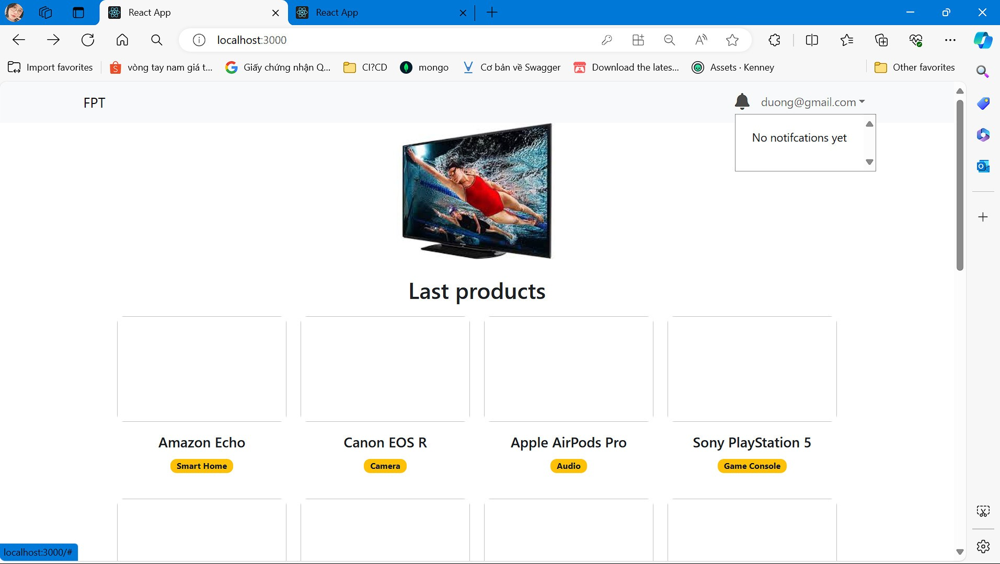 React App
React App
localhost:3000
Import favorites
vòng tay nam giá t...
Giấy chứng nhận Q...
CI?CD
mongo
Cơ bản về Swagger
Download the lates...
Assets · Kenney
Other favorites
FPT
duong@gmail.com
No notifcations yet
Last products
Amazon Echo
Canon EOS R
Apple AirPods Pro
Sony PlayStation 5
Smart Home
Camera
Audio
Game Console
localhost:3000/#